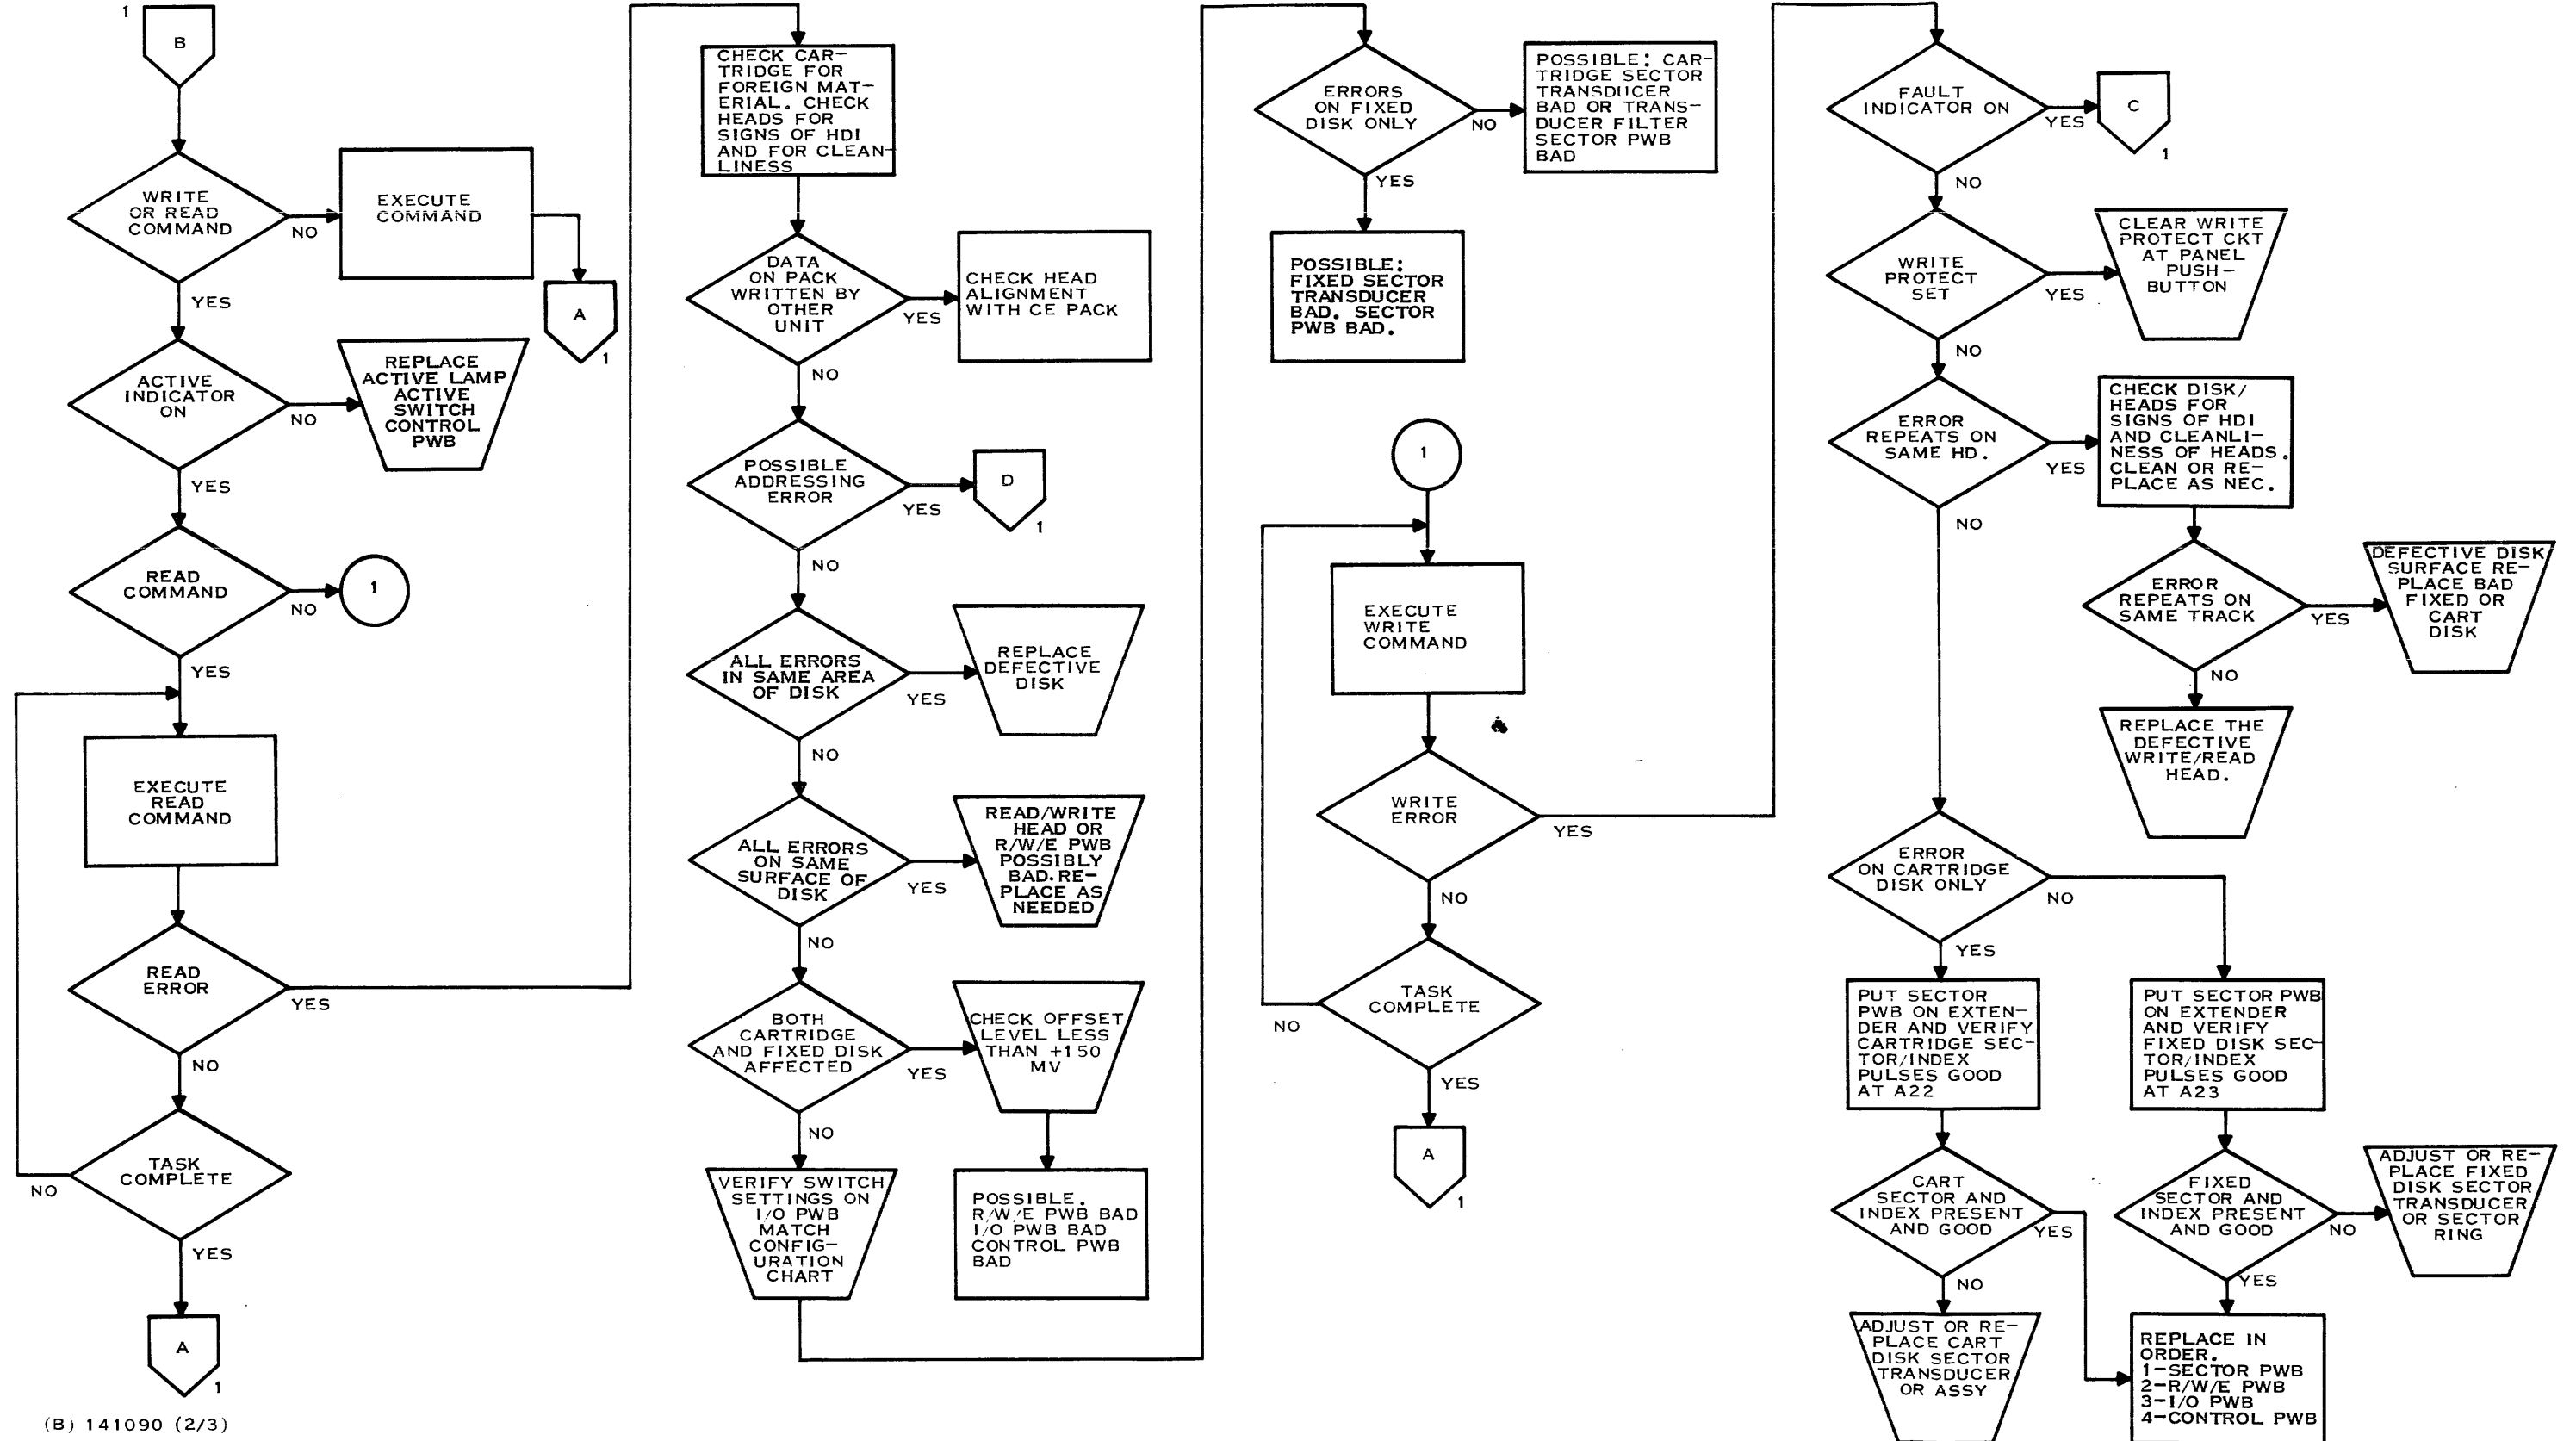 1
B
WRITE
OR READ
COMMAND
NO
EXECUTE
COMMAND
A
1
YES
ACTIVE
INDICATOR
ON
NO
REPLACE
ACTIVE LAMP
ACTIVE
SWITCH
CONTROL
PWB
YES
READ
COMMAND
NO
1
YES
EXECUTE
READ
COMMAND
READ
ERROR
YES
NO
TASK
COMPLETE
NO
YES
A
1
(B) 141090 (2/3)
CHECK CAR-
TRIDGE FOR
FOREIGN MAT-
ERIAL. CHECK
HEADS FOR
SIGNS OF HDI
AND FOR CLEAN-
LINESS
DATA
ON PACK
WRITTEN BY
OTHER
UNIT
YES
CHECK HEAD
ALIGNMENT
WITH CE PACK
NO
POSSIBLE
ADDRESSING
ERROR
YES
D
1
NO
ALL ERRORS
IN SAME AREA
OF DISK
YES
REPLACE
DEFECTIVE
DISK
NO
ALL ERRORS
ON SAME
SURFACE OF
DISK
YES
READ/WRITE
HEAD OR
R/W/E PWB
POSSIBLY
BAD.RE-
PLACE AS
NEEDED
NO
BOTH
CARTRIDGE
AND FIXED DISK
AFFECTED
YES
CHECK OFFSET
LEVEL LESS
THAN +150
MV
NO
VERIFY SWITCH
SETTINGS ON
I/O PWB
MATCH
CONFIG-
URATION
CHART
POSSIBLE.
R/W/E PWB BAD
I/O PWB BAD
CONTROL PWB
BAD
ERRORS
ON FIXED
DISK ONLY
NO
POSSIBLE: CAR-
TRIDGE SECTOR
TRANSDUCER
BAD OR TRANS-
DUCER FILTER
SECTOR PWB
BAD
YES
POSSIBLE:
FIXED SECTOR
TRANSDUCER
BAD. SECTOR
PWB BAD.
1
EXECUTE
WRITE
COMMAND
WRITE
ERROR
YES
NO
TASK
COMPLETE
NO
YES
A
1
FAULT
INDICATOR ON
YES
C
1
NO
WRITE
PROTECT
SET
YES
CLEAR WRITE
PROTECT CKT
AT PANEL
PUSH-
BUTTON
NO
ERROR
REPEATS ON
SAME HD.
YES
CHECK DISK/
HEADS FOR
SIGNS OF HDI
AND CLEANLI-
NESS OF HEADS.
CLEAN OR RE-
PLACE AS NEC.
NO
ERROR
REPEATS ON
SAME TRACK
YES
DEFECTIVE DISK
SURFACE RE-
PLACE BAD
FIXED OR
CART
DISK
NO
REPLACE THE
DEFECTIVE
WRITE/READ
HEAD.
ERROR
ON CARTRIDGE
DISK ONLY
NO
YES
PUT SECTOR
PWB ON EXTEN-
DER AND VERIFY
CARTRIDGE SEC-
TOR/INDEX
PULSES GOOD
AT A22
PUT SECTOR PWB
ON EXTENDER
AND VERIFY
FIXED DISK SEC-
TOR/INDEX
PULSES GOOD
AT A23
CART
SECTOR AND
INDEX PRESENT
AND GOOD
YES
NO
FIXED
SECTOR AND
INDEX PRESENT
AND GOOD
NO
YES
ADJUST OR RE-
PLACE FIXED
DISK SECTOR
TRANSDUCER
OR SECTOR
RING
ADJUST OR RE-
PLACE CART
DISK SECTOR
TRANSDUCER
OR ASSY
REPLACE IN
ORDER.
1-SECTOR PWB
2-R/W/E PWB
3-I/O PWB
4-CONTROL PWB